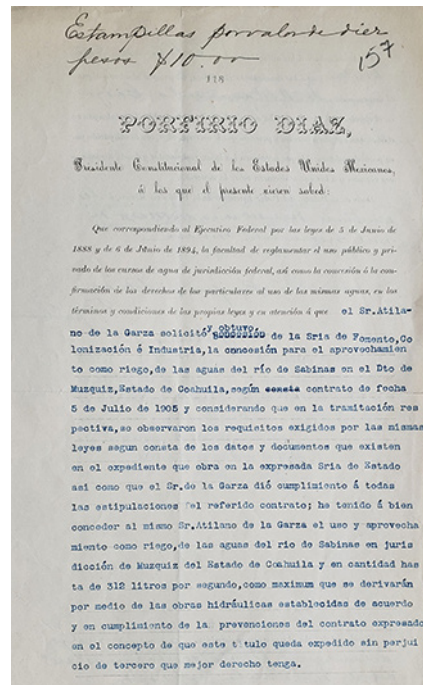 Estampillas por valor de diez
pesos $10.00
157
118
PORFIRIO DIAZ,
Presidente Constitucional de los Estados Unidos Mexicanos,
á los que el presente vieren sabed:
Que correspondiendo al Ejecutivo Federal por las leyes de 5 de Junio de
1888 y de 6 de Junio de 1894, la facultad de reglamentar el uso público y pri-
vado de los cursos de agua de jurisdicción federal, así como la concesión ó la con-
firmación de los derechos de los particulares al uso de las mismas aguas, en los
términos y condiciones de las propias leyes y en atención á que el Sr.Atila-
y obtuvo,
no de la Garza solicitó de la Sria de Fomento,Co
lonización é Industria,la concesión para el aprovechamien
to como riego,de las aguas del río de Sabinas en el Dto de
Muzquiz,Estado de Coahuila,según consta contrato de fecha
5 de Julio de 1905 y considerando que en la tramitación res
pectiva,se observaron los requisitos exigidos por las mismas
leyes segun consta de los datos y documentos que existen
en el expediente que obra en la expresada Sria de Estado
asi como que el Sr.de la Garza dió cumplimiento á todas
las estipulaciones del referido contrato; he tenido á bien
conceder al mismo Sr.Atilano de la Garza el uso y aprovecha
miento como riego,de las aguas del rio de Sabinas en juris
dicción de Muzquiz del Estado de Coahuila y en cantidad has
ta de 312 litros por segundo,como maximum que se derivarán
por medio de las obras hidráulicas establecidas de acuerdo
y en cumplimiento de la prevenciones del contrato expresado
en el concepto de que este titulo queda expedido sin perjui
cio de tercero que mejor derecho tenga.